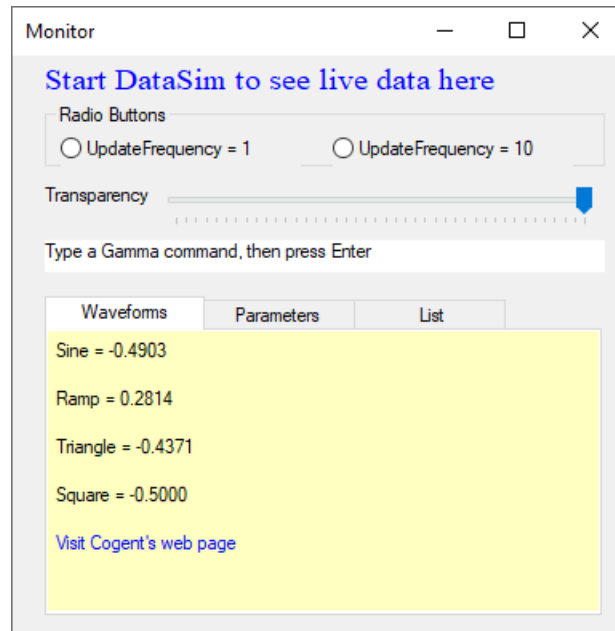 Monitor
Start DataSim to see live data here
Radio Buttons
UpdateFrequency = 1 UpdateFrequency = 10
Transparency
Type a Gamma command, then press Enter
Waveforms Parameters List
Sine = -0.4903
Ramp = 0.2814
Triangle = -0.4371
Square = -0.5000
Visit Cogent's web page